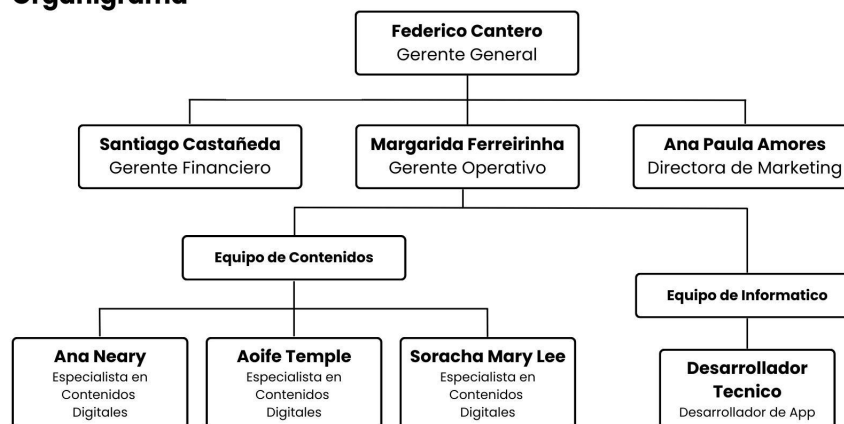 Organigrama
Federico Cantero
Gerente General
Santiago Castañeda
Gerente Financiero
Margarida Ferreirinha
Gerente Operativo
Ana Paula Amores
Directora de Marketing
Equipo de Contenidos
Equipo de Informatico
Ana Neary
Especialista en
Contenidos
Digitales
Aoife Temple
Especialista en
Contenidos
Digitales
Soracha Mary Lee
Especialista en
Contenidos
Digitales
Desarrollador
Tecnico
Desarrollador de App